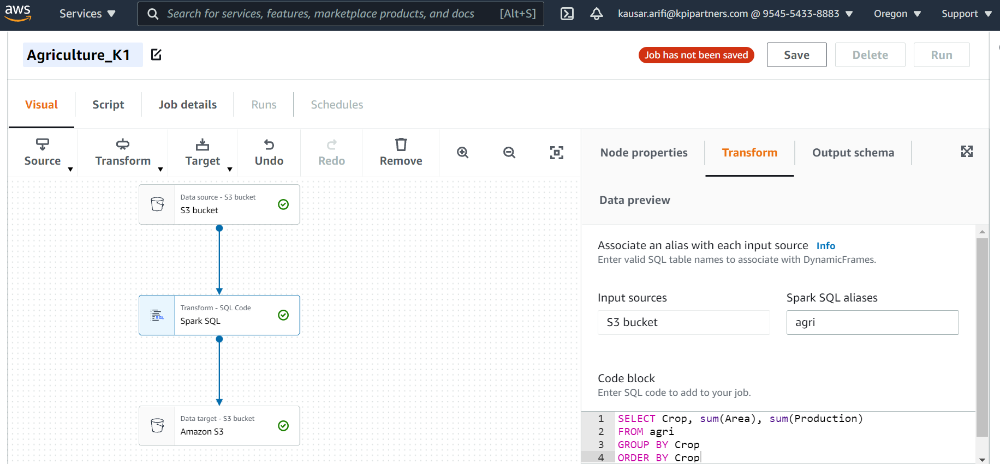 aws Services Search for services, features, marketplace products, and docs [Alt+S] kausar.arifi@kpipartners.com @ 9545-5433-8883 Oregon Support
Agriculture_K1 Job has not been saved Save Delete Run
Visual Script Job details Runs Schedules
Source Transform Target Undo Redo Remove
Node properties Transform Output schema
Data preview
Data source - S3 bucket
S3 bucket
Transform - SQL Code
SQL
Spark SQL
Data target - S3 bucket
Amazon S3
Associate an alias with each input source Info
Enter valid SQL table names to associate with DynamicFrames.
Input sources Spark SQL aliases
S3 bucket agri
Code block
Enter SQL code to add to your job.
1 SELECT Crop, sum(Area), sum(Production)
2 FROM agri
3 GROUP BY Crop
4 ORDER BY Crop